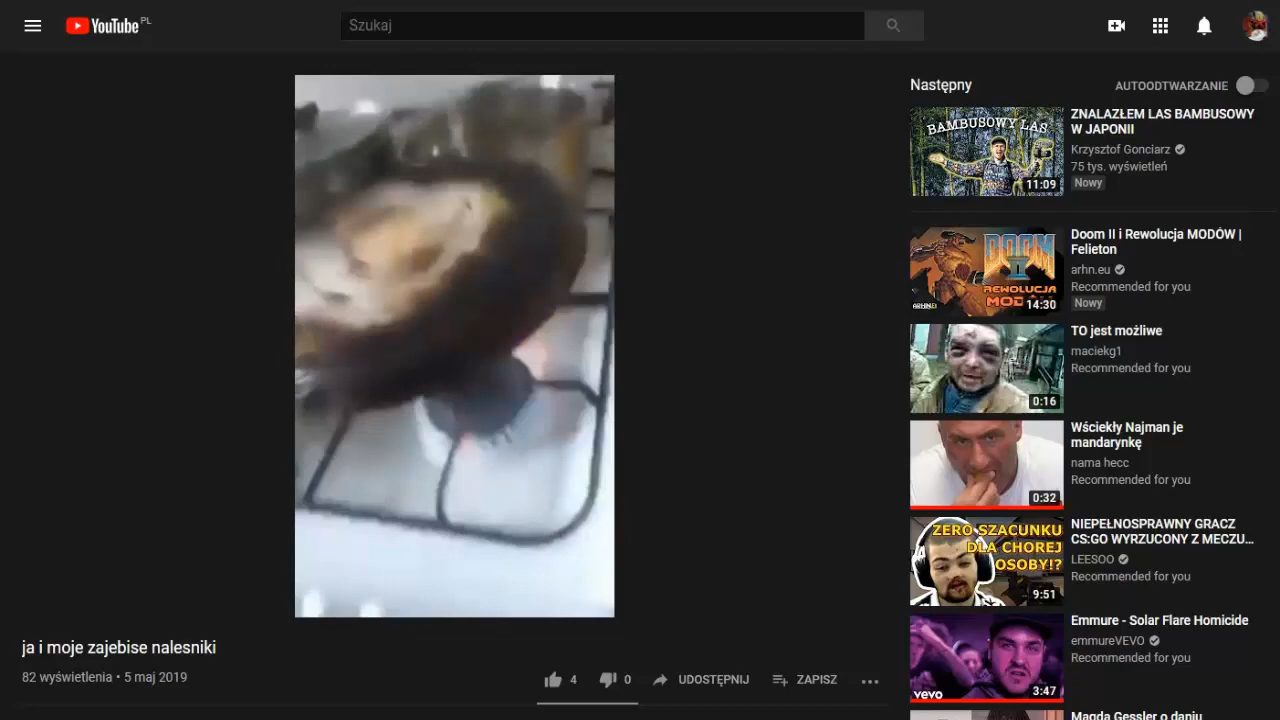 YouTube PL
Szukaj
ja i moje zajebise nalesniki
82 wyświetlenia • 5 maj 2019
4
0
UDOSTĘPNIJ
ZAPISZ
Następny
AUTOODTWARZANIE
BAMBUSOWY LAS
11:09
ZNALAZŁEM LAS BAMBUSOWY
W JAPONII
Krzysztof Gonciarz
75 tys. wyświetleń
Nowy
DOOM
II
REWOLUCJA
14:30
Doom II i Rewolucja MODÓW |
Felieton
arhn.eu
Recommended for you
Nowy
0:16
TO jest możliwe
maciekg1
Recommended for you
0:32
Wściekły Najman je
mandarynkę
nama hecc
Recommended for you
ZERO SZACUNKU
DLA CHOREJ
OSOBY!?
9:51
NIEPEŁNOSPRAWNY GRACZ
CS:GO WYRZUCONY Z MECZU...
LEESOO
Recommended for you
vevo
3:47
Emmure - Solar Flare Homicide
emmureVEVO
Recommended for you
Magda Gessler o daniu